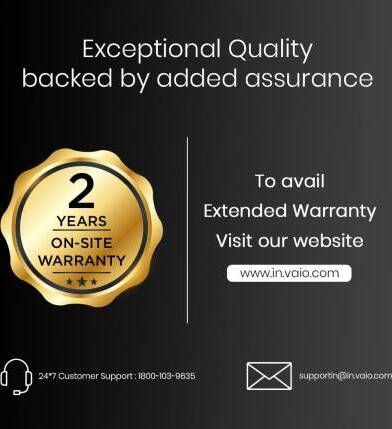 Exceptional Quality
backed by added assurance
2
YEARS
ON-SITE
WARRANTY
To avail
Extended Warranty
Visit our website
www.in.vaio.com
24*7 Customer Support : 1800-103-9635
supportin@in.vaio.com